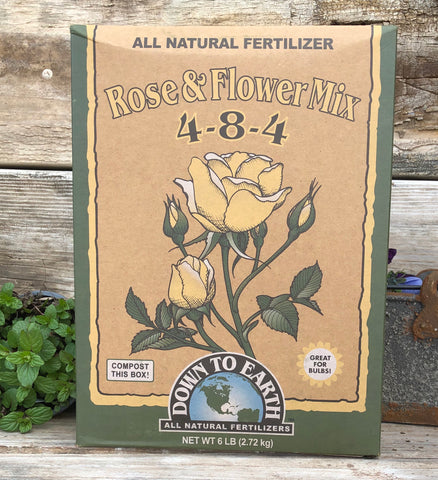 ALL NATURAL FERTILIZER
Rose & Flower Mix
4-8-4
COMPOST
THIS BOX!
GREAT
FOR
BULBS!
DOWN TO EARTH
ALL NATURAL FERTILIZERS
NET WT 6 LB (2.72 kg)